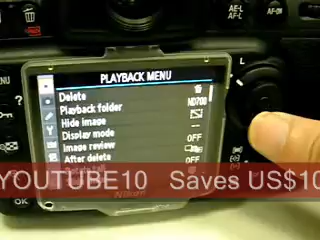 AE-L
AF-L
AF-ON
MENU
L
PLAYBACK MENU
Delete
Playback folder
ND700
Hide image
Display mode
Image review
OFF
After delete
OFF
YOUTUBE10 Saves US$10
Nikon
OK